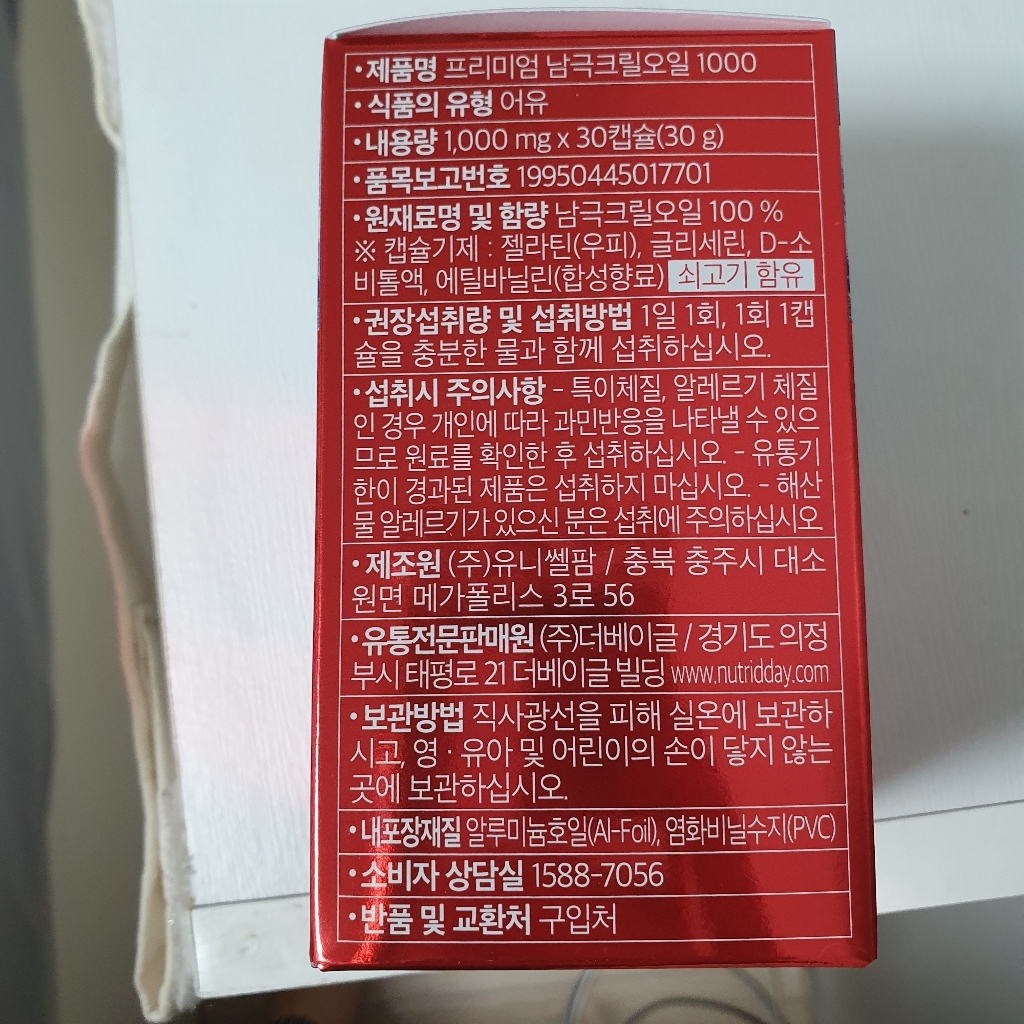 •제품명 프리미엄 남극크릴오일 1000
•식품의 유형 어유
•내용량 1,000 mg x 30캡슐(30 g)
•품목보고번호 19950445017701
•원재료명 및 함량 남극크릴오일 100 %
※ 캡슐기제 : 젤라틴(우피), 글리세린, D-소
비톨액, 에틸바닐린(합성향료) 쇠고기 함유
•권장섭취량 및 섭취방법 1일 1회, 1회 1캡
슐을 충분한 물과 함께 섭취하십시오.
•섭취시 주의사항 - 특이체질, 알레르기 체질
인 경우 개인에 따라 과민반응을 나타낼 수 있으
므로 원료를 확인한 후 섭취하십시오. - 유통기
한이 경과된 제품은 섭취하지 마십시오. - 해산
물 알레르기가 있으신 분은 섭취에 주의하십시오
•제조원 (주)유니쎌팜 / 충북 충주시 대소
원면 메가폴리스 3로 56
•유통전문판매원 (주)더베이글 / 경기도 의정
부시 태평로 21 더베이글 빌딩 www.nutridday.com
•보관방법 직사광선을 피해 실온에 보관하
시고, 영·유아 및 어린이의 손이 닿지 않는
곳에 보관하십시오.
•내포장재질 알루미늄호일(Al-Foil), 염화비닐수지(PVC)
•소비자 상담실 1588-7056
•반품 및 교환처 구입처